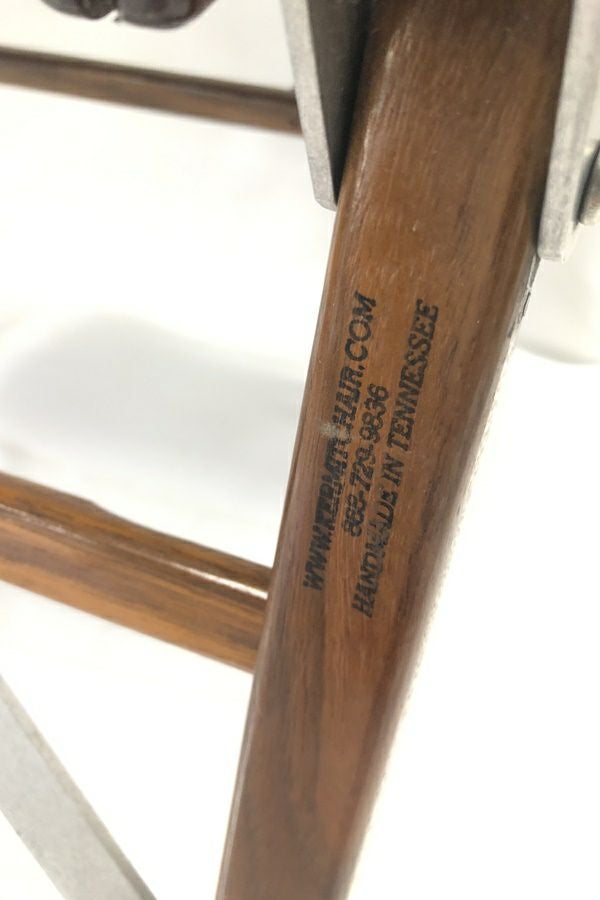 WWW.KERMITCHAIR.COM
865-729-9836
HANDMADE IN TENNESSEE